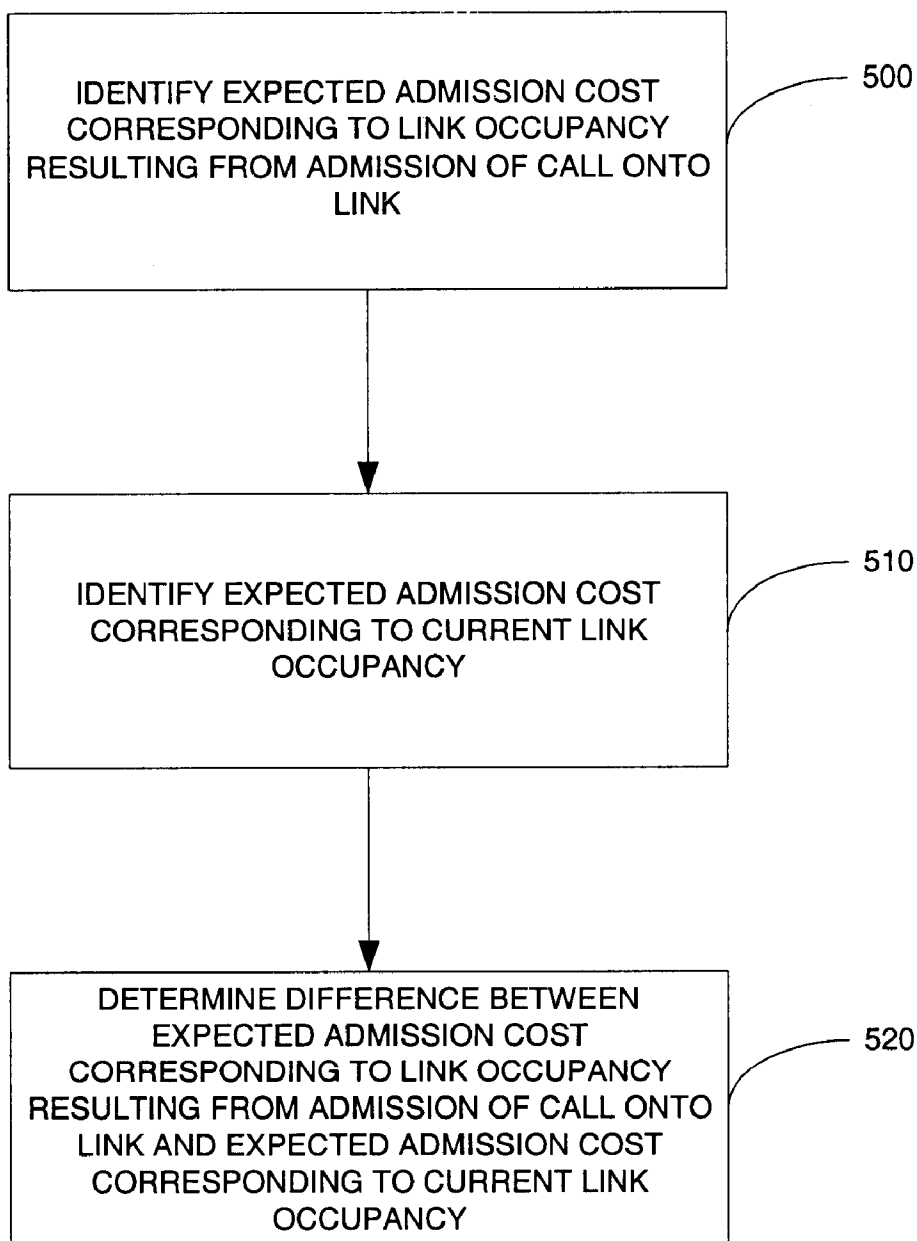 IDENTIFY EXPECTED ADMISSION COST
CORRESPONDING TO LINK OCCUPANCY
RESULTING FROM ADMISSION OF CALL ONTO
LINK
500
IDENTIFY EXPECTED ADMISSION COST
CORRESPONDING TO CURRENT LINK
OCCUPANCY
510
DETERMINE DIFFERENCE BETWEEN
EXPECTED ADMISSION COST
CORRESPONDING TO LINK OCCUPANCY
RESULTING FROM ADMISSION OF CALL ONTO
LINK AND EXPECTED ADMISSION COST
CORRESPONDING TO CURRENT LINK
OCCUPANCY
520